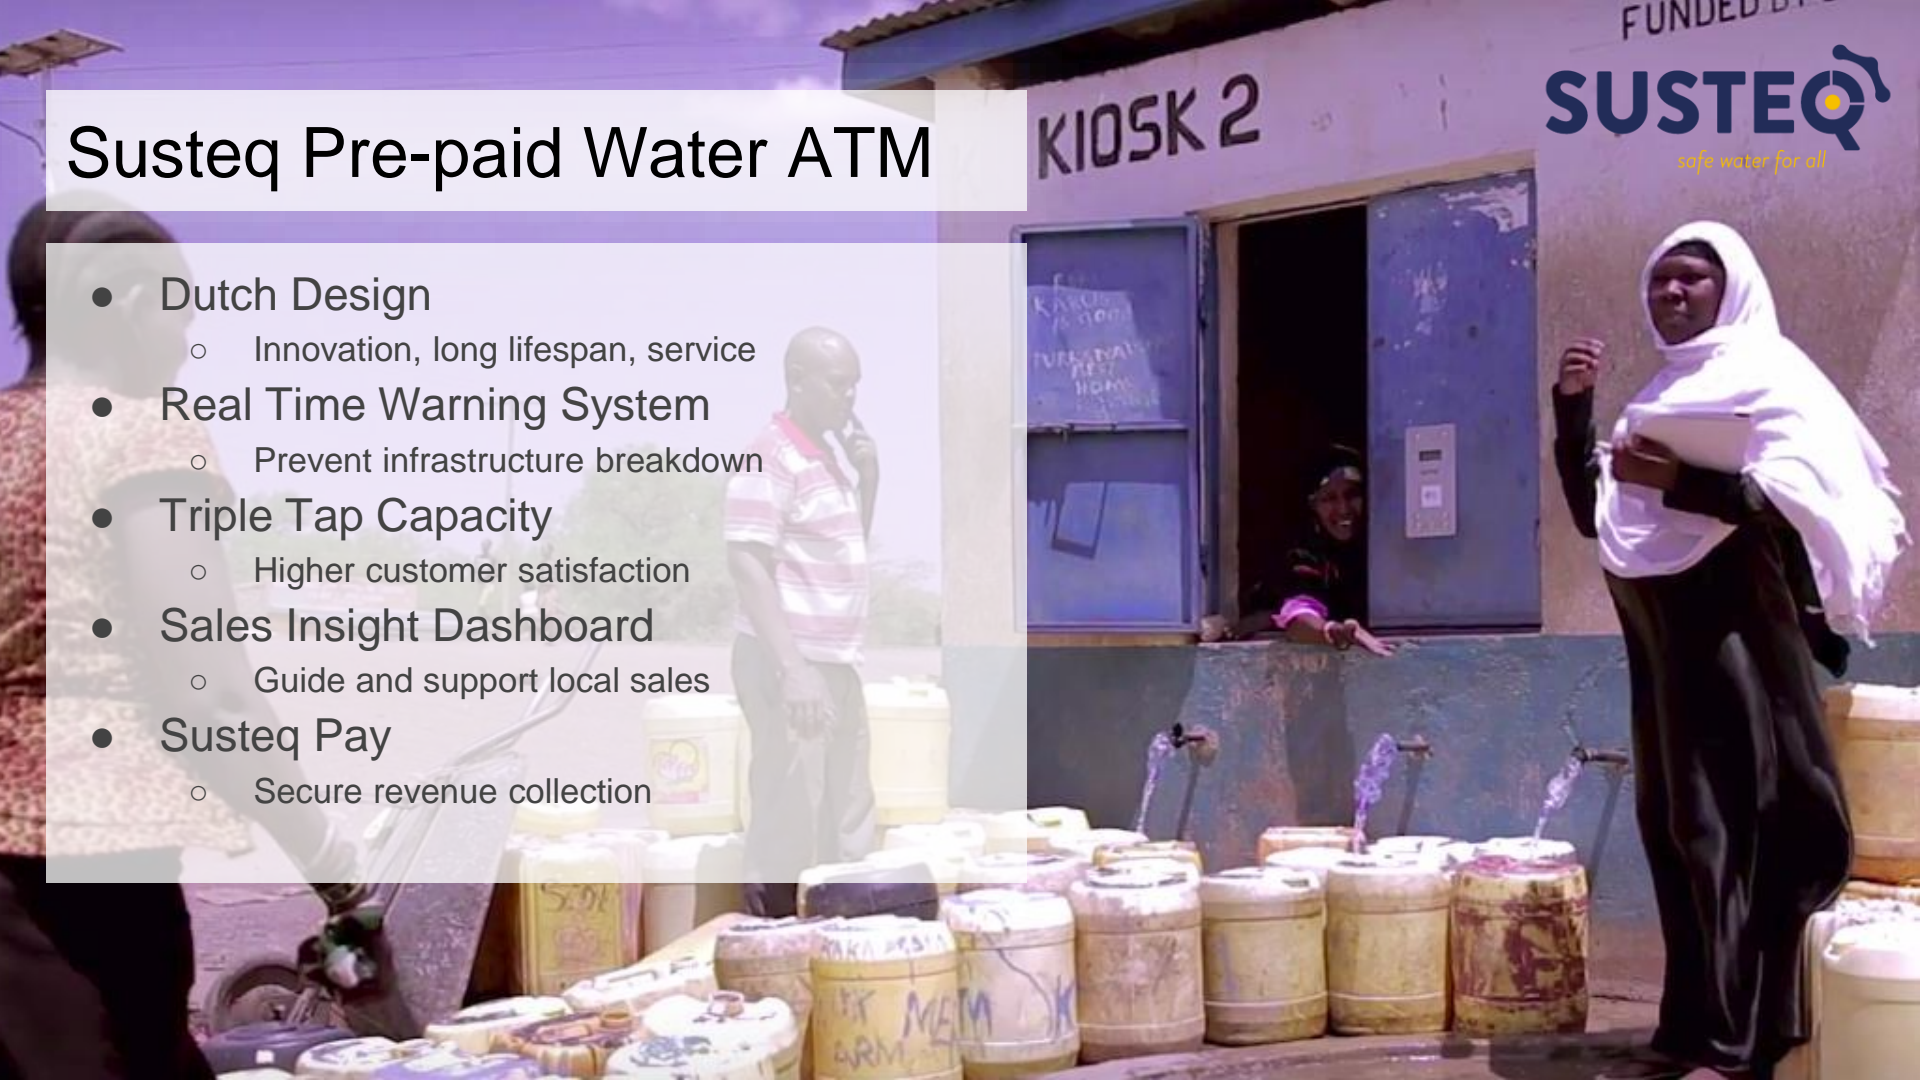 FUNDED
SUSTEQ
safe water for all
KIOSK 2
Susteq Pre-paid Water ATM
● Dutch Design
○ Innovation, long lifespan, service
● Real Time Warning System
○ Prevent infrastructure breakdown
● Triple Tap Capacity
○ Higher customer satisfaction
● Sales Insight Dashboard
○ Guide and support local sales
● Susteq Pay
○ Secure revenue collection
HOME